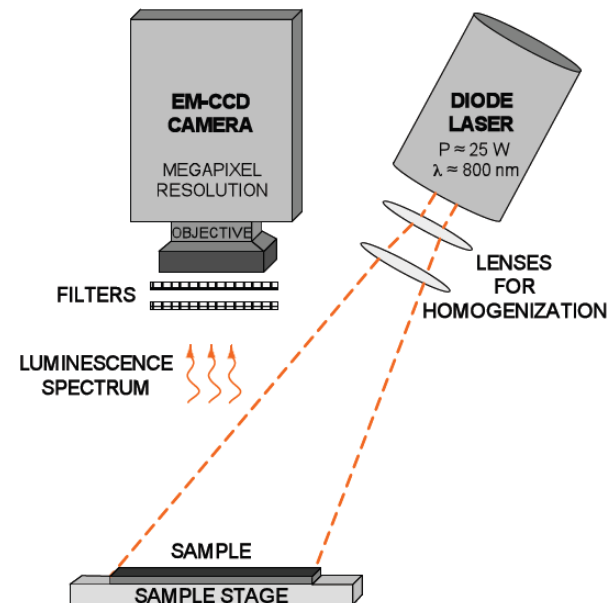 EM-CCD
CAMERA
MEGAPIXEL
RESOLUTION
OBJECTIVE
FILTERS
LUMINESCENCE
SPECTRUM
DIODE
LASER
P ≈ 25 W
λ ≈ 800 nm
LENSES
FOR
HOMOGENIZATION
SAMPLE
SAMPLE STAGE